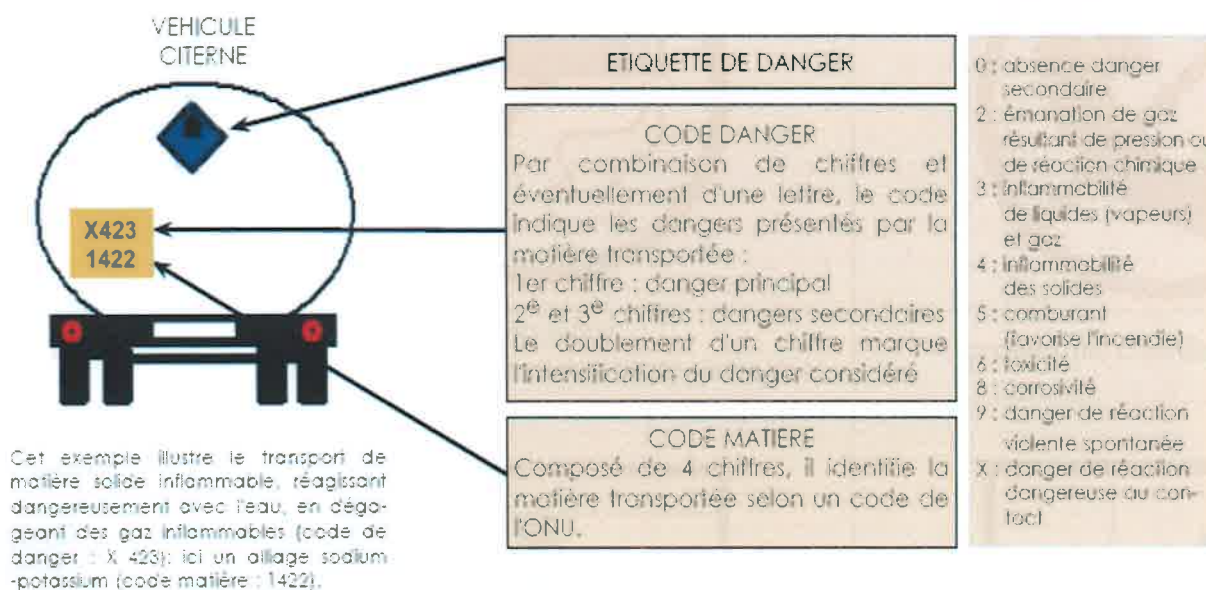 VEHICULE
CITERNE
X423
1422
Cet exemple illustre le transport de
matière solide inflammable, réagissant
dangereusement avec l'eau, en déga-
geant des gaz inflammables (code de
danger : X 423); ici un alliage sodium
-potassium (code matière : 1422).
ETIQUETTE DE DANGER
CODE DANGER
Par combinaison de chiffres et
éventuellement d'une lettre, le code
indique les dangers présentés par la
matière transportée :
1er chiffre : danger principal
2e et 3e chiffres : dangers secondaires
Le doublement d'un chiffre marque
l'intensification du danger considéré
CODE MATIERE
Composé de 4 chiffres, il identifie la
matière transportée selon un code de
l'ONU.
0 : absence danger
secondaire
2 : émanation de gaz
résultant de pression ou
de réaction chimique
3 : inflammabilité
de liquides (vapeurs)
et gaz
4 : inflammabilité
des solides
5 : comburant
(favorise l'incendie)
6 : toxicité
8 : corrosivité
9 : danger de réaction
violente spontanée
X : danger de réaction
dangereuse au con-
tact